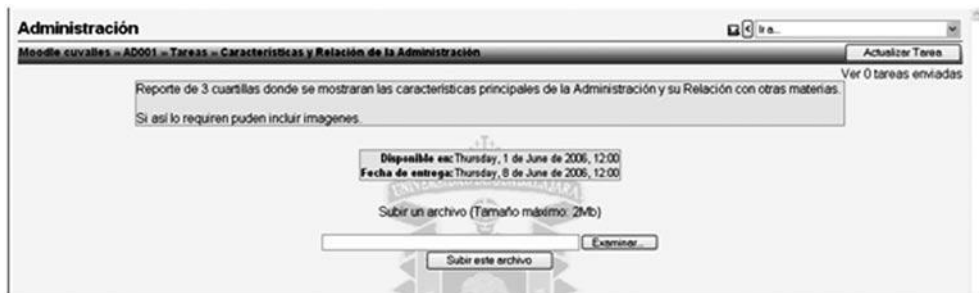 Administración
Ir a...
Moodle cuvalles » AD001 » Tareas » Características y Relación de la Administración
Actualizar Tarea
Ver 0 tareas enviadas
Reporte de 3 cuartillas donde se mostraran las características principales de la Administración y su Relación con otras materias.
Si así lo requiren puden incluir imagenes.
Disponible en: Thursday, 1 de June de 2006, 12:00
Fecha de entrega: Thursday, 8 de June de 2006, 12:00
Subir un archivo (Tamaño máximo: 2Mb)
Examinar...
Subir este archivo